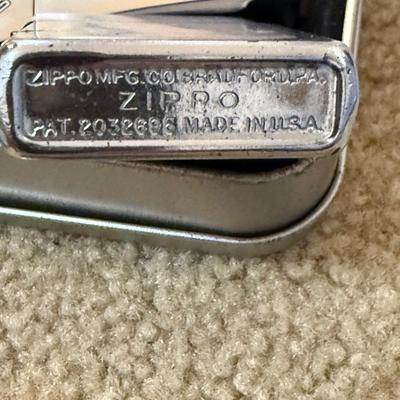 ZIPPO MFG. CO. BRADFORD, PA.
ZIPPO
PAT. 2032695 MADE IN U.S.A.